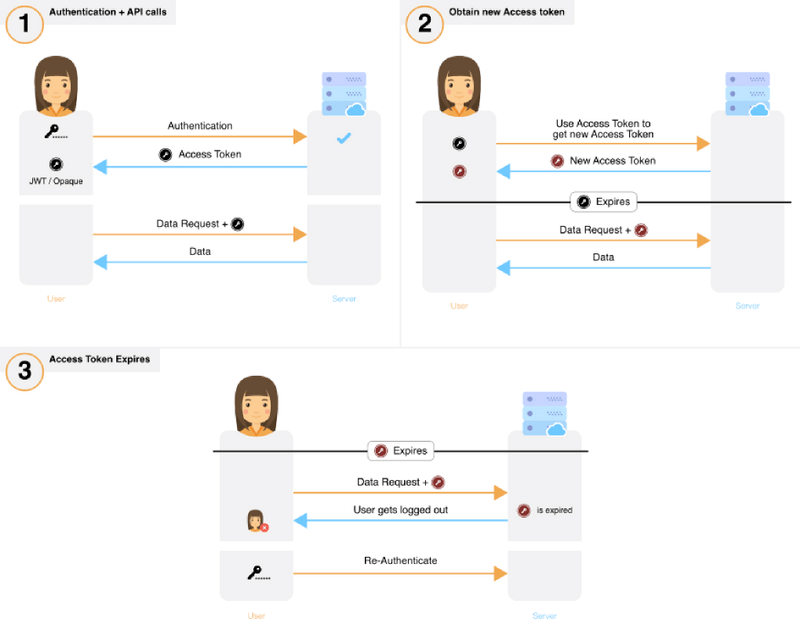 1
Authentication + API calls
Authentication
Access Token
JWT / Opaque
Data Request +
Data
User
Server
2
Obtain new Access token
Use Access Token to
get new Access Token
New Access Token
Expires
Data Request +
Data
User
Server
3
Access Token Expires
Expires
Data Request +
User gets logged out
is expired
Re-Authenticate
User
Server